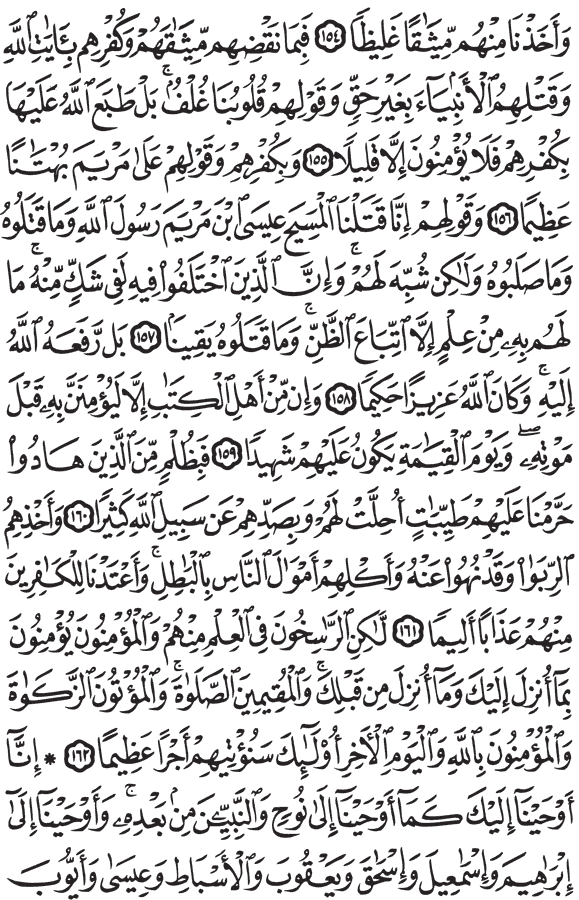 وَأَخَذْنَا مِنْهُم مِّيثَٰقًا غَلِيظًا ١٥٤ فَبِمَا نَقْضِهِم مِّيثَٰقَهُمْ وَكُفْرِهِم بِـَٔايَٰتِ ٱللَّهِ
وَقَتْلِهِمُ ٱلْأَنۢبِيَآءَ بِغَيْرِ حَقٍّ وَقَوْلِهِمْ قُلُوبُنَا غُلْفٌۢ ۚ بَلْ طَبَعَ ٱللَّهُ عَلَيْهَا
بِكُفْرِهِمْ فَلَا يُؤْمِنُونَ إِلَّا قَلِيلًا ١٥٥ وَبِكُفْرِهِمْ وَقَوْلِهِمْ عَلَىٰ مَرْيَمَ بُهْتَٰنًا
عَظِيمًا ١٥٦ وَقَوْلِهِمْ إِنَّا قَتَلْنَا ٱلْمَسِيحَ عِيسَى ٱبْنَ مَرْيَمَ رَسُولَ ٱللَّهِ وَمَا قَتَلُوهُ
وَمَا صَلَبُوهُ وَلَٰكِن شُبِّهَ لَهُمْ ۚ وَإِنَّ ٱلَّذِينَ ٱخْتَلَفُوا۟ فِيهِ لَفِى شَكٍّ مِّنْهُ ۚ مَا
لَهُم بِهِۦ مِنْ عِلْمٍ إِلَّا ٱتِّبَاعَ ٱلظَّنِّ ۚ وَمَا قَتَلُوهُ يَقِينًۢا ١٥٧ بَل رَّفَعَهُ ٱللَّهُ
إِلَيْهِ ۚ وَكَانَ ٱللَّهُ عَزِيزًا حَكِيمًا ١٥٨ وَإِن مِّنْ أَهْلِ ٱلْكِتَٰبِ إِلَّا لَيُؤْمِنَنَّ بِهِۦ قَبْلَ
مَوْتِهِۦ ۖ وَيَوْمَ ٱلْقِيَٰمَةِ يَكُونُ عَلَيْهِمْ شَهِيدًا ١٥٩ فَبِظُلْمٍ مِّنَ ٱلَّذِينَ هَادُوا۟
حَرَّمْنَا عَلَيْهِمْ طَيِّبَٰتٍ أُحِلَّتْ لَهُمْ وَبِصَدِّهِمْ عَن سَبِيلِ ٱللَّهِ كَثِيرًا ١٦٠ وَأَخْذِهِمُ
ٱلرِّبَوٰا۟ وَقَدْ نُهُوا۟ عَنْهُ وَأَكْلِهِمْ أَمْوَٰلَ ٱلنَّاسِ بِٱلْبَٰطِلِ ۚ وَأَعْتَدْنَا لِلْكَٰفِرِينَ
مِنْهُمْ عَذَابًا أَلِيمًا ١٦١ لَّٰكِنِ ٱلرَّٰسِخُونَ فِى ٱلْعِلْمِ مِنْهُمْ وَٱلْمُؤْمِنُونَ يُؤْمِنُونَ
بِمَآ أُنزِلَ إِلَيْكَ وَمَآ أُنزِلَ مِن قَبْلِكَ ۚ وَٱلْمُقِيمِينَ ٱلصَّلَوٰةَ ۚ وَٱلْمُؤْتُونَ ٱلزَّكَوٰةَ
وَٱلْمُؤْمِنُونَ بِٱللَّهِ وَٱلْيَوْمِ ٱلْءَاخِرِ أُو۟لَٰٓئِكَ سَنُؤْتِيهِمْ أَجْرًا عَظِيمًا ١٦٢ * إِنَّآ
أَوْحَيْنَآ إِلَيْكَ كَمَآ أَوْحَيْنَآ إِلَىٰ نُوحٍ وَٱلنَّبِيِّـۧنَ مِنۢ بَعْدِهِۦ ۚ وَأَوْحَيْنَآ إِلَىٰٓ
إِبْرَٰهِيمَ وَإِسْمَٰعِيلَ وَإِسْحَٰقَ وَيَعْقُوبَ وَٱلْأَسْبَاطِ وَعِيسَىٰ وَأَيُّوبَ